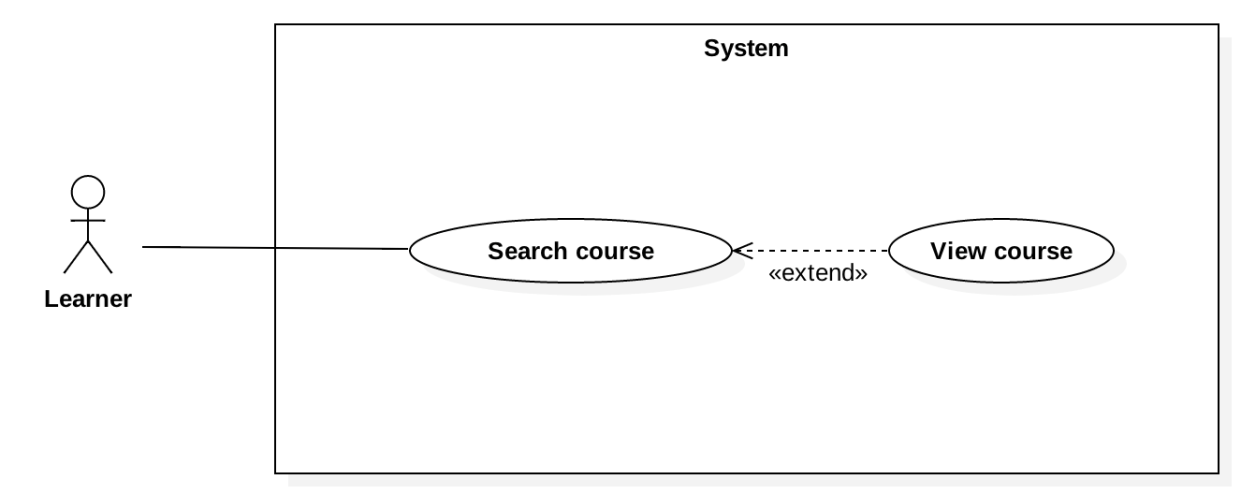 System
Search course
View course
«extend»
Learner